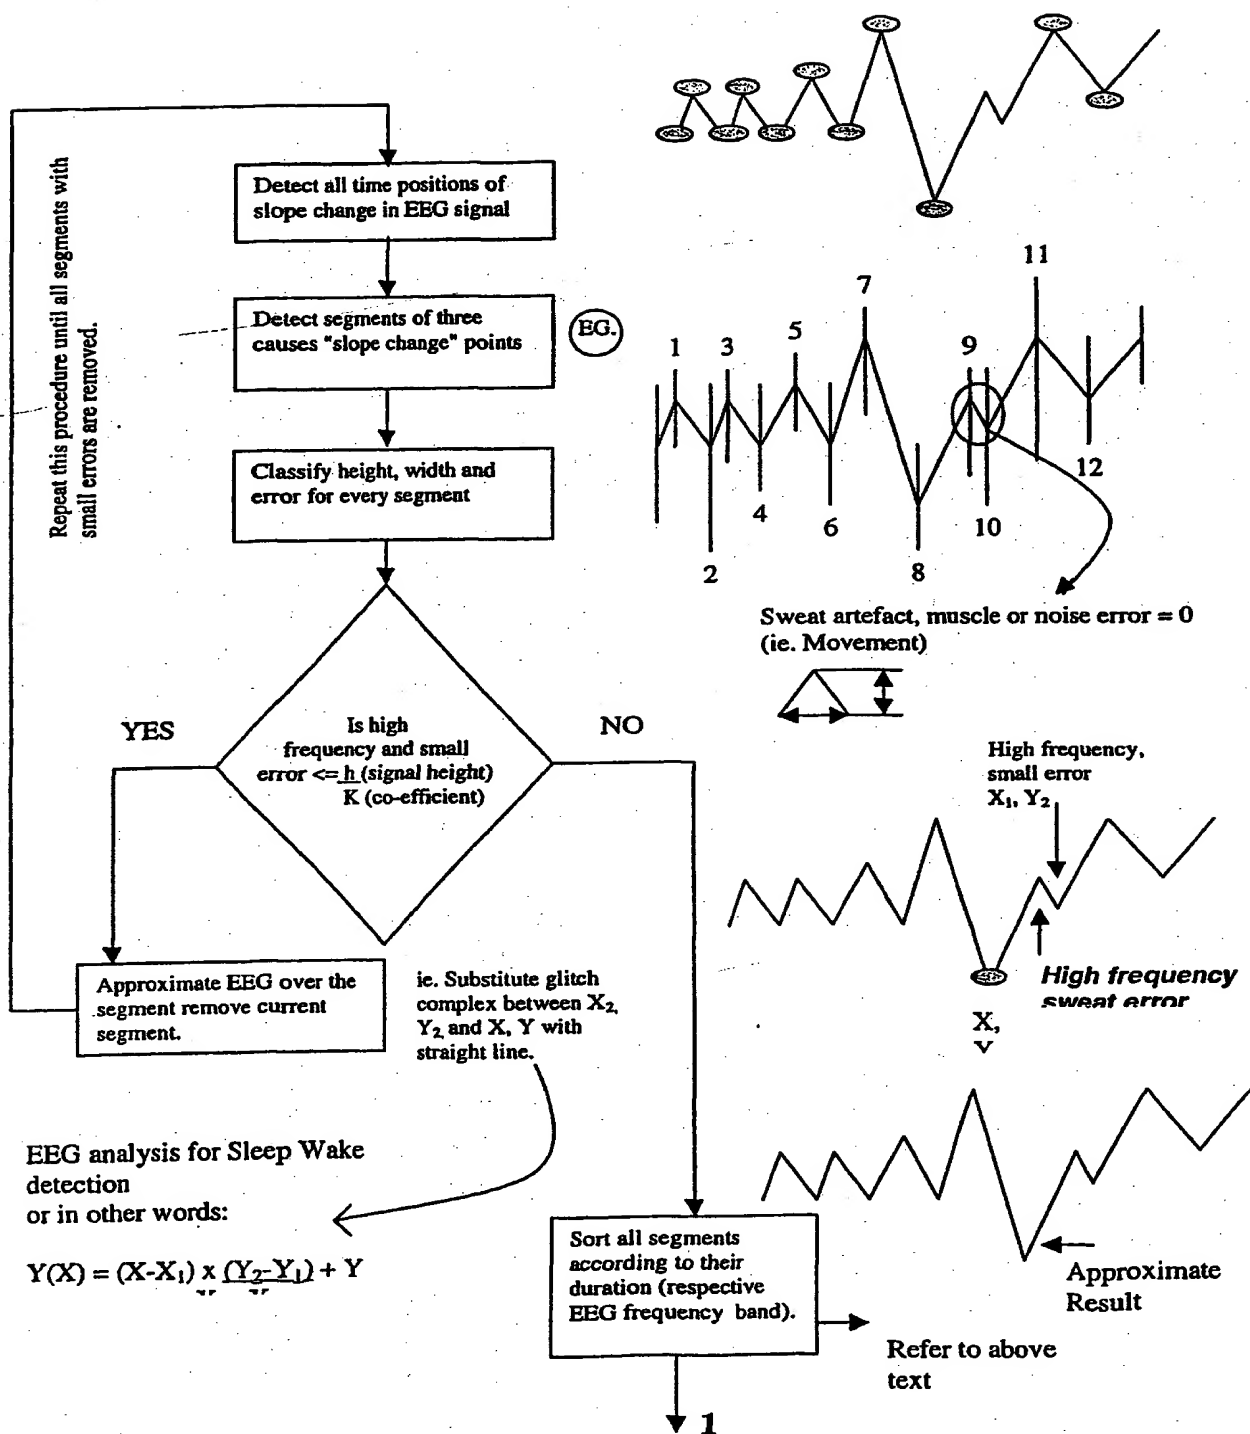 Repeat this procedure until all segments with
small errors are removed.
Detect all time positions of
slope change in EEG signal
Detect segments of three
causes "slope change" points
EG.
Classify height, width and
error for every segment
YES
Is high
frequency and small
error <= h (signal height)
K (co-efficient)
NO
Approximate EEG over the
segment remove current
segment.
ie. Substitute glitch
complex between X₂,
Y₂ and X, Y with
straight line.
EEG analysis for Sleep Wake
detection
or in other words:
Y(X) = (X-X₁) x (Y₂-Y₁) + Y
Sort all segments
according to their
duration (respective
EEG frequency band).
Refer to above
text
1
1
2
3
4
5
6
7
8
9
10
11
12
Sweat artefact, muscle or noise error = 0
(ie. Movement)
High frequency,
small error
X₁, Y₂
High frequency
sweat error
X,
Approximate
Result